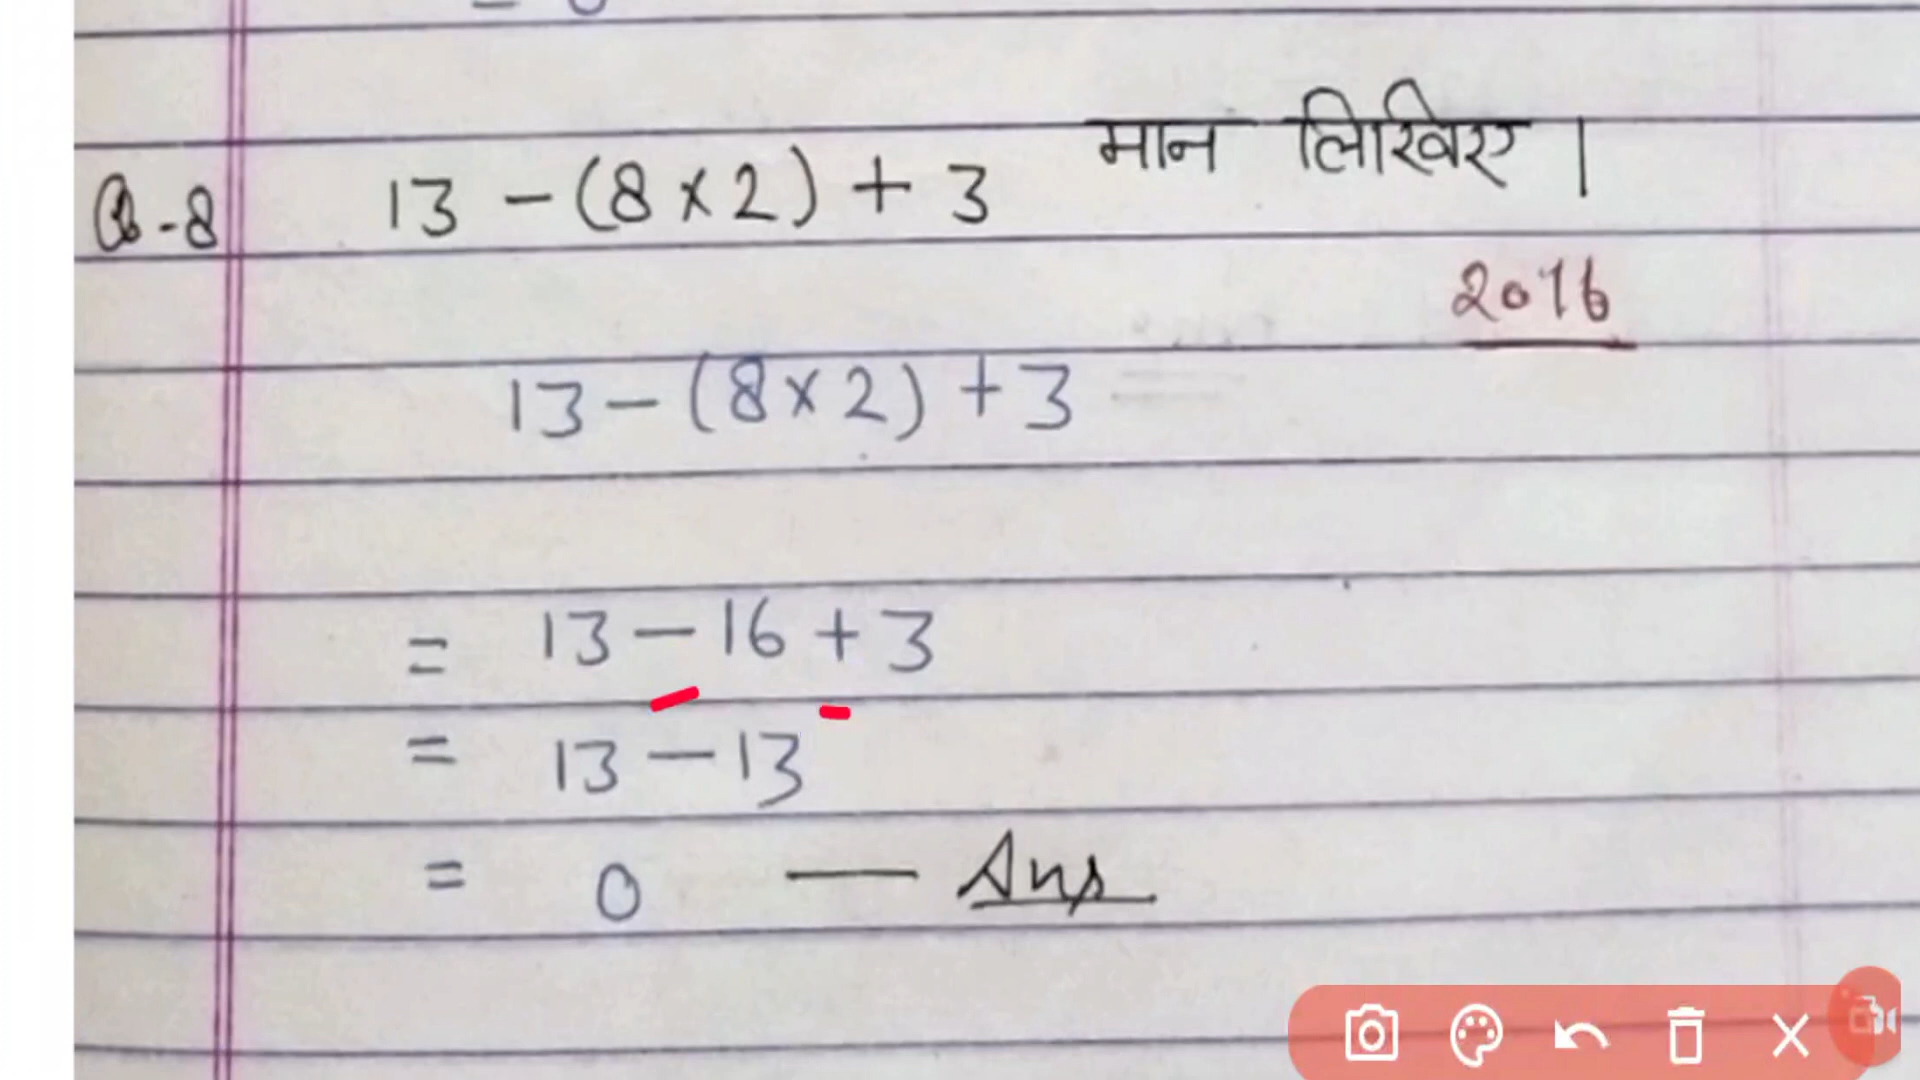 Q.-8 13 - (8 × 2) + 3 मान लिखिए ।
2016
13 - (8 × 2) + 3
= 13 - 16 + 3
= 13 - 13
= 0 — Ans